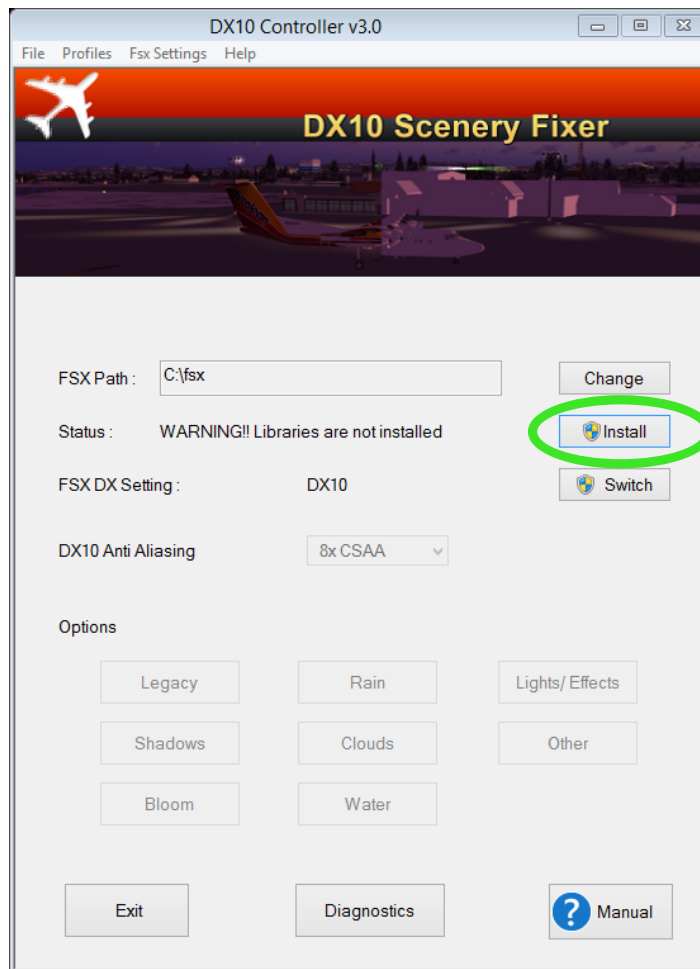 DX10 Controller v3.0
File Profiles Fsx Settings Help
DX10 Scenery Fixer
FSX Path : C:\fsx Change
Status : WARNING!! Libraries are not installed Install
FSX DX Setting : DX10 Switch
DX10 Anti Aliasing 8x CSAA
Options
Legacy Rain Lights/ Effects
Shadows Clouds Other
Bloom Water
Exit Diagnostics ? Manual